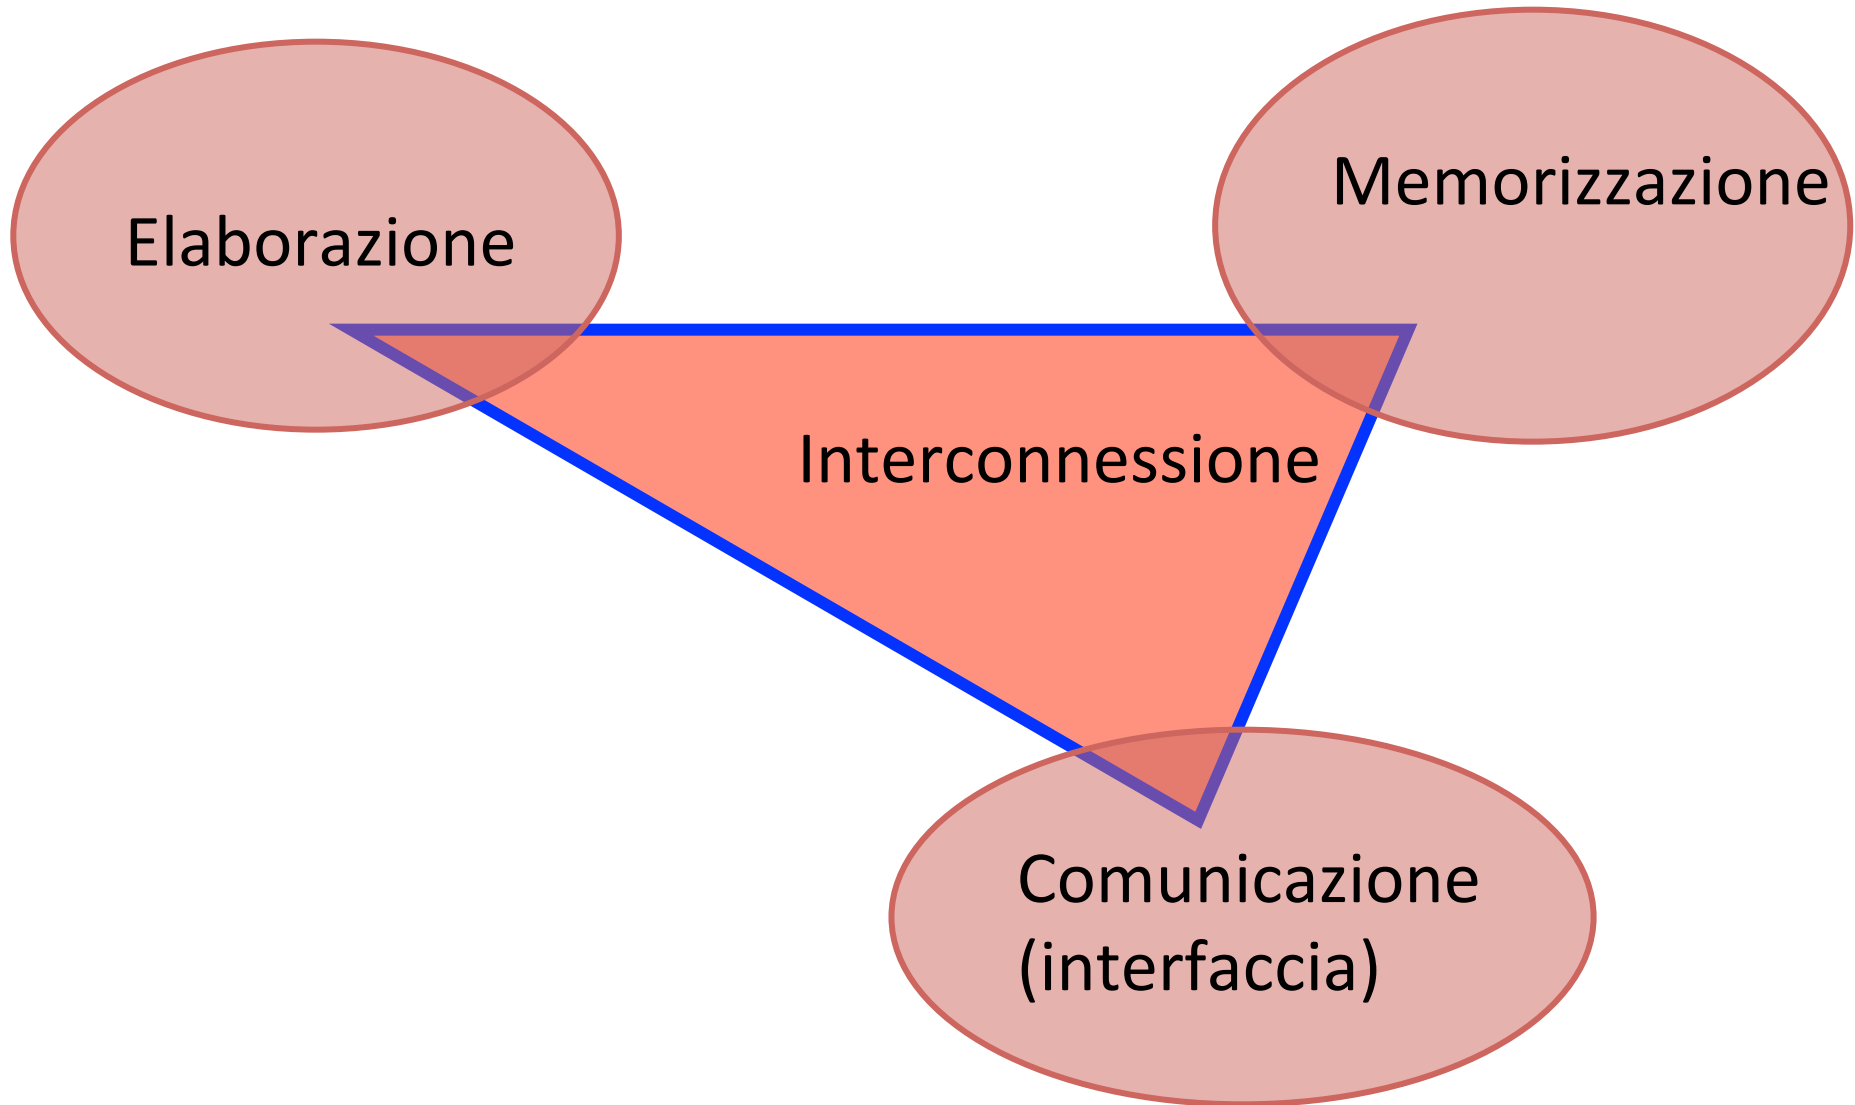 Elaborazione
Memorizzazione
Interconnessione
Comunicazione
(interfaccia)